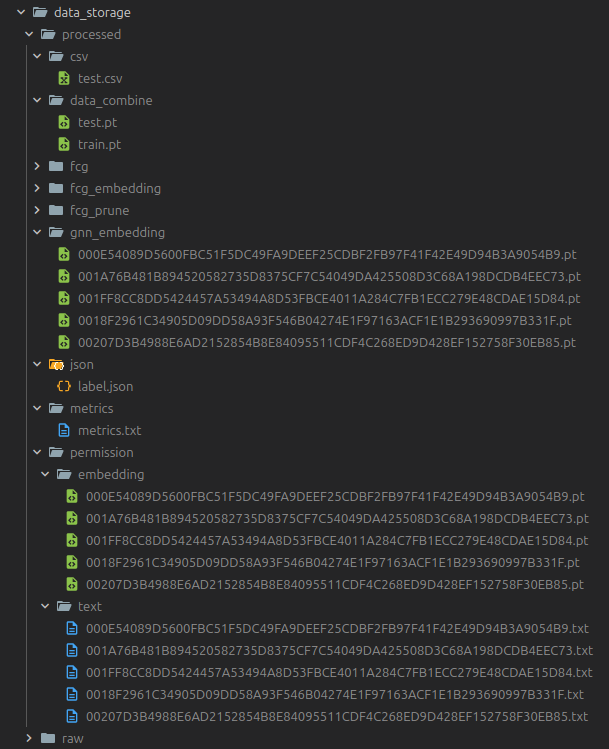 data_storage
processed
csv
test.csv
data_combine
test.pt
train.pt
fcg
fcg_embedding
fcg_prune
gnn_embedding
000E54089D5600FBC51F5DC49FA9DEEF25CDBF2FB97F41F42E49D94B3A9054B9.pt
001A76B481B894520582735D8375CF7C54049DA425508D3C68A198DCDB4EEC73.pt
001FF8CC8DD5424457A53494A8D53FBCE4011A284C7FB1ECC279E48CDAE15D84.pt
0018F2961C34905D09DD58A93F546B04274E1F97163ACF1E1B293690997B331F.pt
00207D3B4988E6AD2152854B8E84095511CDF4C268ED9D428EF152758F30EB85.pt
json
label.json
metrics
metrics.txt
permission
embedding
000E54089D5600FBC51F5DC49FA9DEEF25CDBF2FB97F41F42E49D94B3A9054B9.pt
001A76B481B894520582735D8375CF7C54049DA425508D3C68A198DCDB4EEC73.pt
001FF8CC8DD5424457A53494A8D53FBCE4011A284C7FB1ECC279E48CDAE15D84.pt
0018F2961C34905D09DD58A93F546B04274E1F97163ACF1E1B293690997B331F.pt
00207D3B4988E6AD2152854B8E84095511CDF4C268ED9D428EF152758F30EB85.pt
text
000E54089D5600FBC51F5DC49FA9DEEF25CDBF2FB97F41F42E49D94B3A9054B9.txt
001A76B481B894520582735D8375CF7C54049DA425508D3C68A198DCDB4EEC73.txt
001FF8CC8DD5424457A53494A8D53FBCE4011A284C7FB1ECC279E48CDAE15D84.txt
0018F2961C34905D09DD58A93F546B04274E1F97163ACF1E1B293690997B331F.txt
00207D3B4988E6AD2152854B8E84095511CDF4C268ED9D428EF152758F30EB85.txt
raw